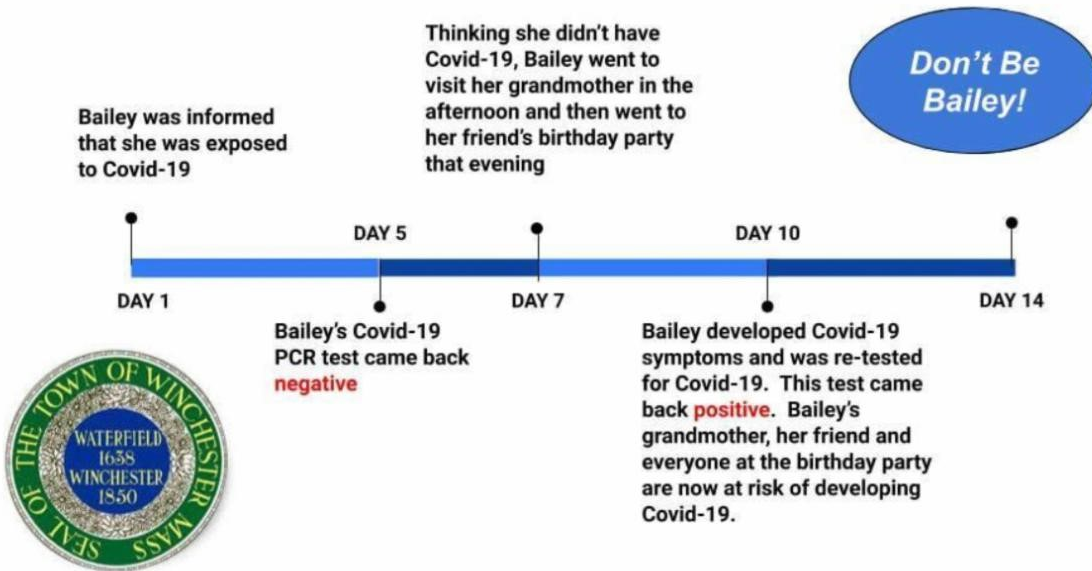 Thinking she didn't have
Covid-19, Bailey went to
visit her grandmother in the
afternoon and then went to
her friend's birthday party
that evening
Don't Be
Bailey!
Bailey was informed
that she was exposed
to Covid-19
DAY 5
DAY 10
DAY 1
DAY 7
DAY 14
Bailey's Covid-19
PCR test came back
negative
Bailey developed Covid-19
symptoms and was re-tested
for Covid-19.  This test came
back positive.  Bailey's
grandmother, her friend and
everyone at the birthday party
are now at risk of developing
Covid-19.
SEAL OF THE TOWN OF WINCHESTER MASS
WATERFIELD
1638
WINCHESTER
1850